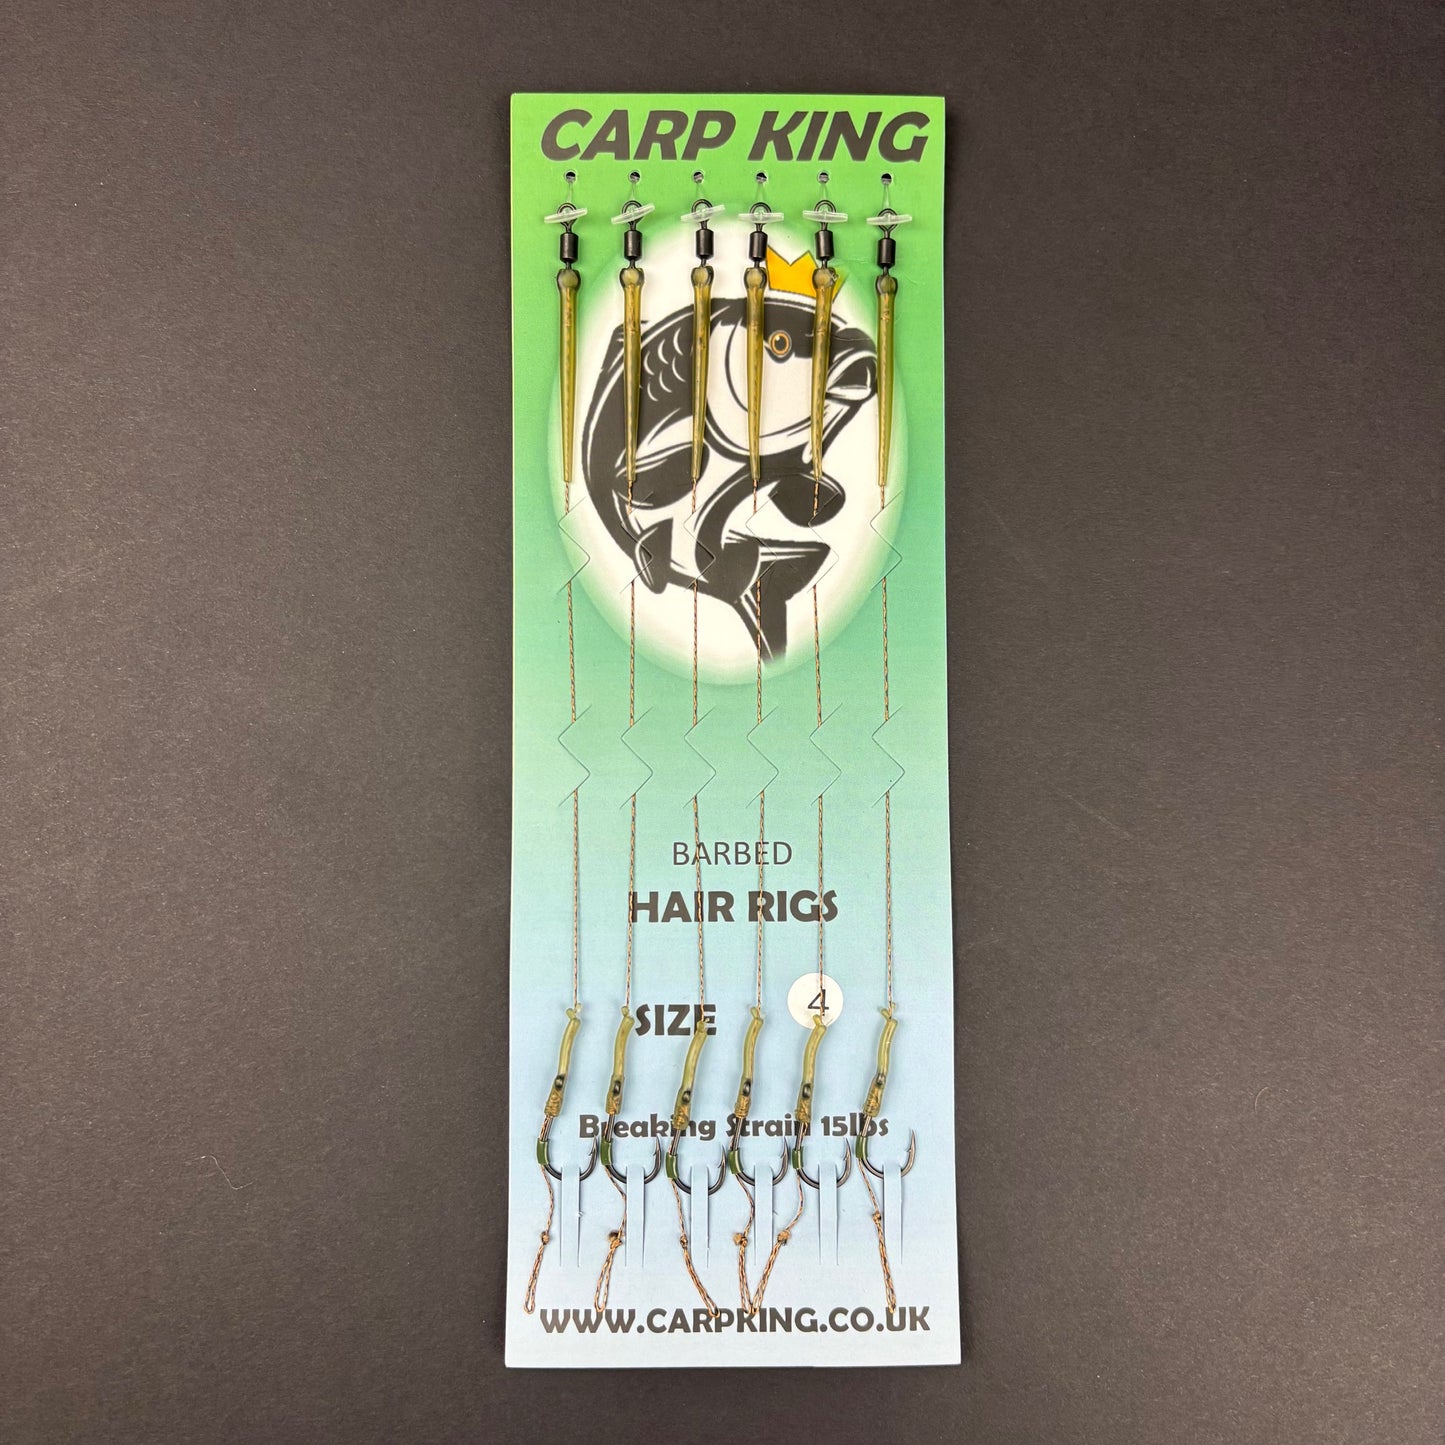 CARP KING
BARBED
HAIR RIGS
SIZE 4
Breaking Strain 15lbs
WWW.CARPKING.CO.UK